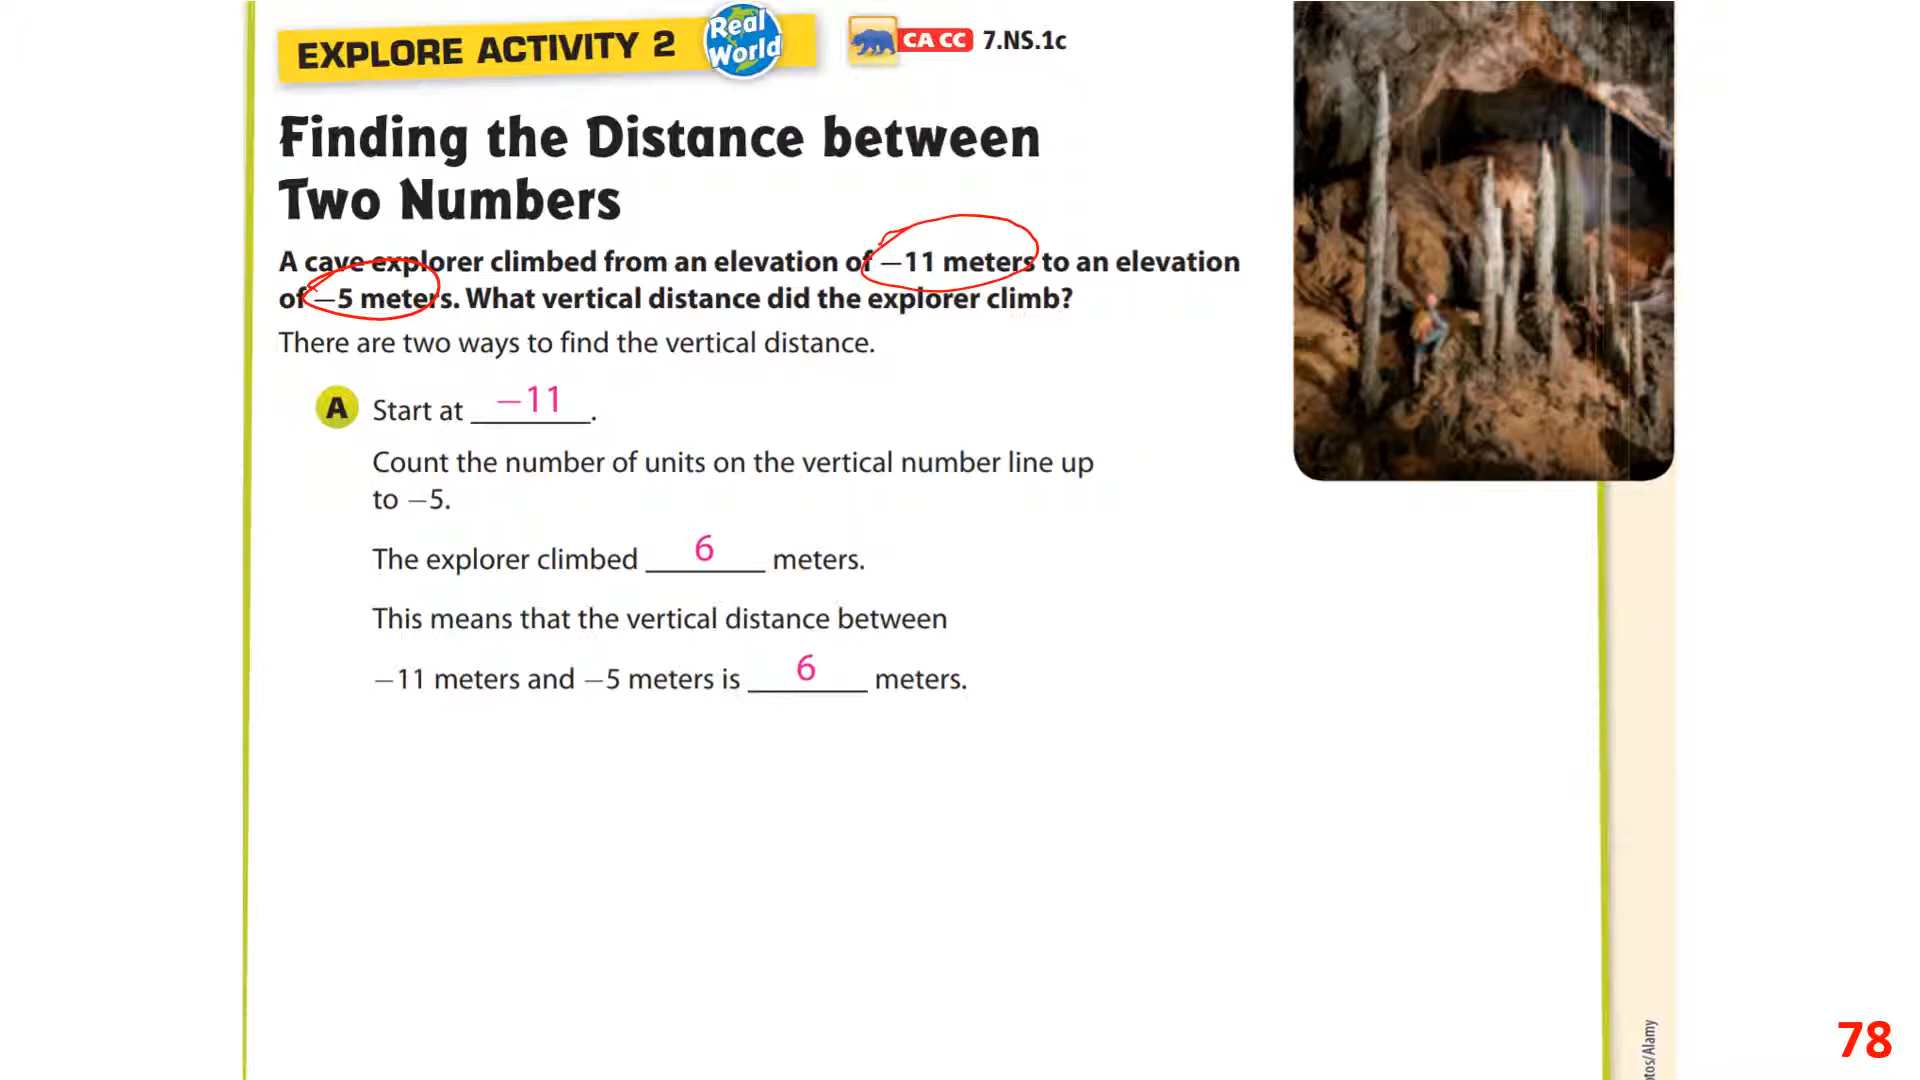 EXPLORE ACTIVITY 2
Real
World
CA CC 7.NS.1c
Finding the Distance between
Two Numbers
A cave explorer climbed from an elevation of −11 meters to an elevation
of −5 meters. What vertical distance did the explorer climb?
There are two ways to find the vertical distance.
A Start at −11.
Count the number of units on the vertical number line up
to −5.
The explorer climbed 6 meters.
This means that the vertical distance between
−11 meters and −5 meters is 6 meters.
78